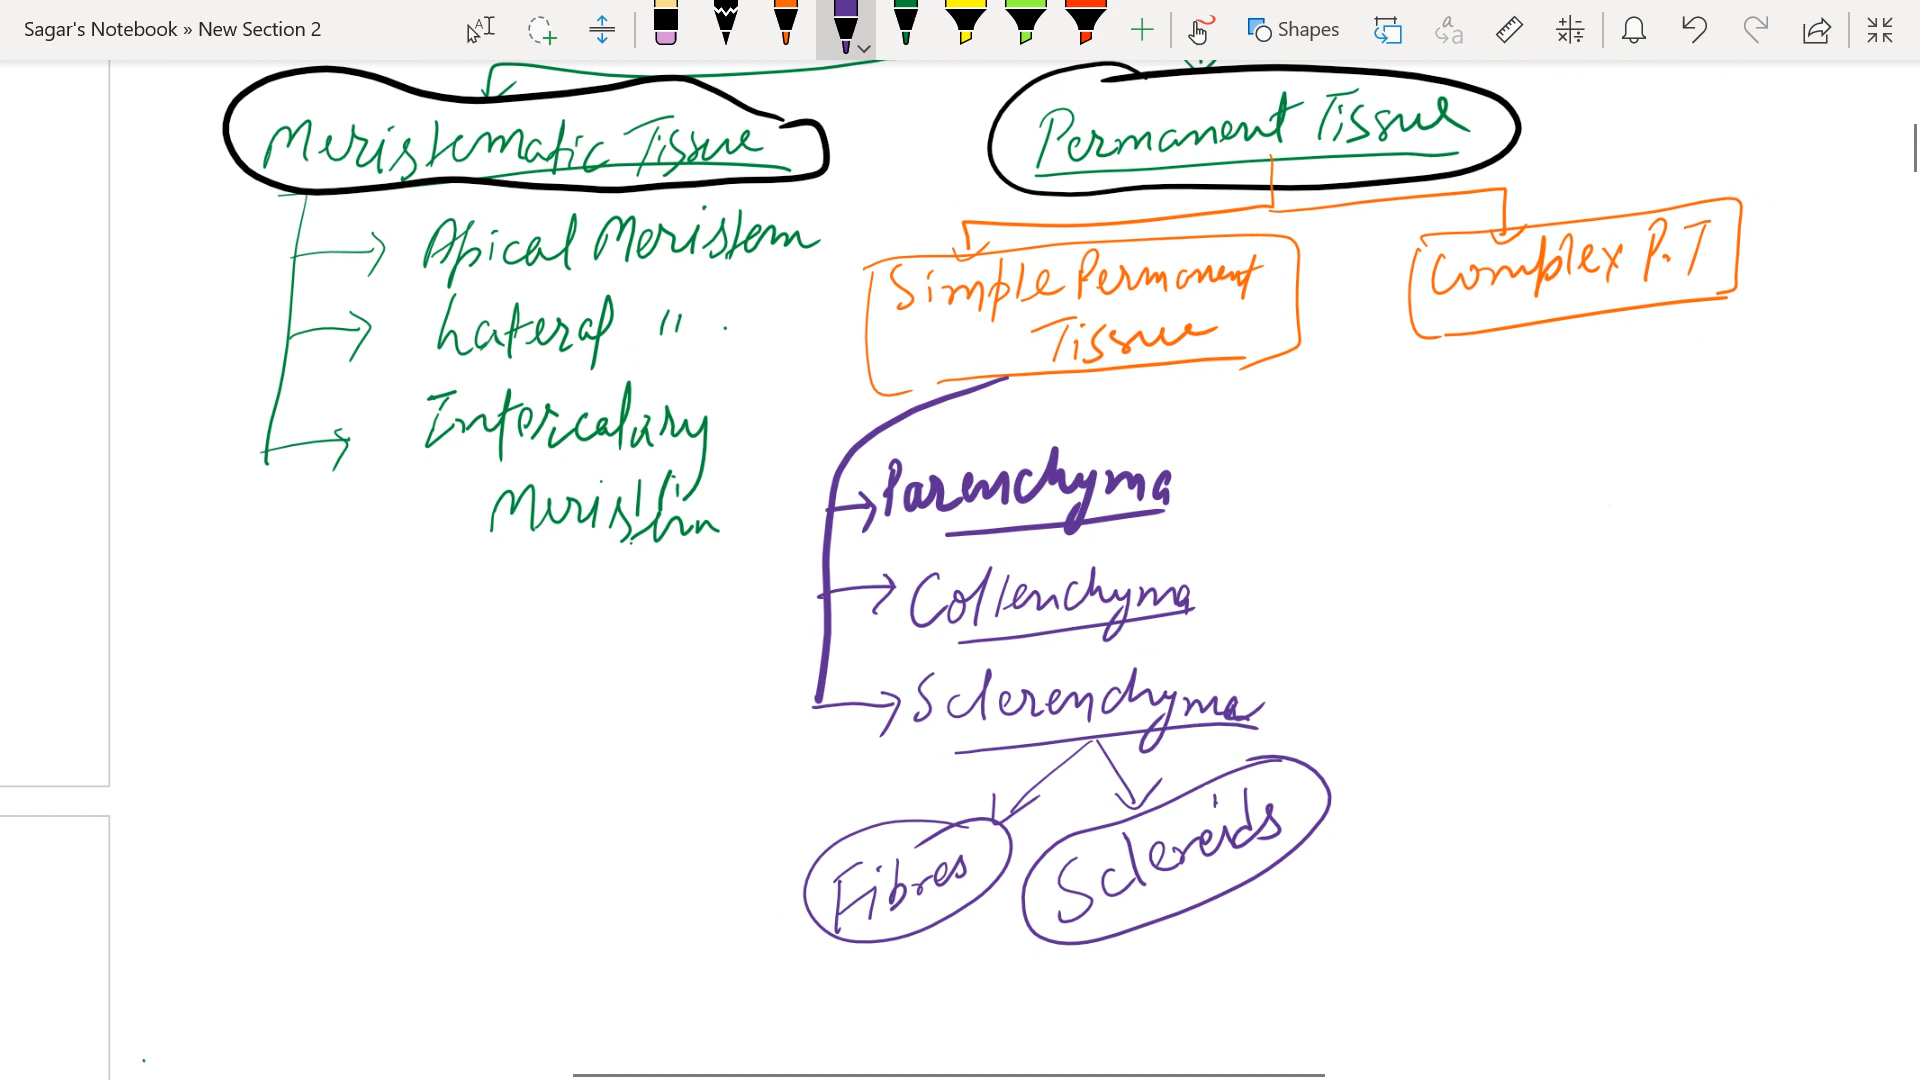 Sagar's Notebook » New Section 2
Shapes
Meristematic Tissue
Permanent Tissue
Apical Meristem
Lateral " .
Intercalary
Meristem
Simple Permanent
Tissue
Complex P.T
Parenchyma
Collenchyma
Sclerenchyma
Fibres
Sclereids